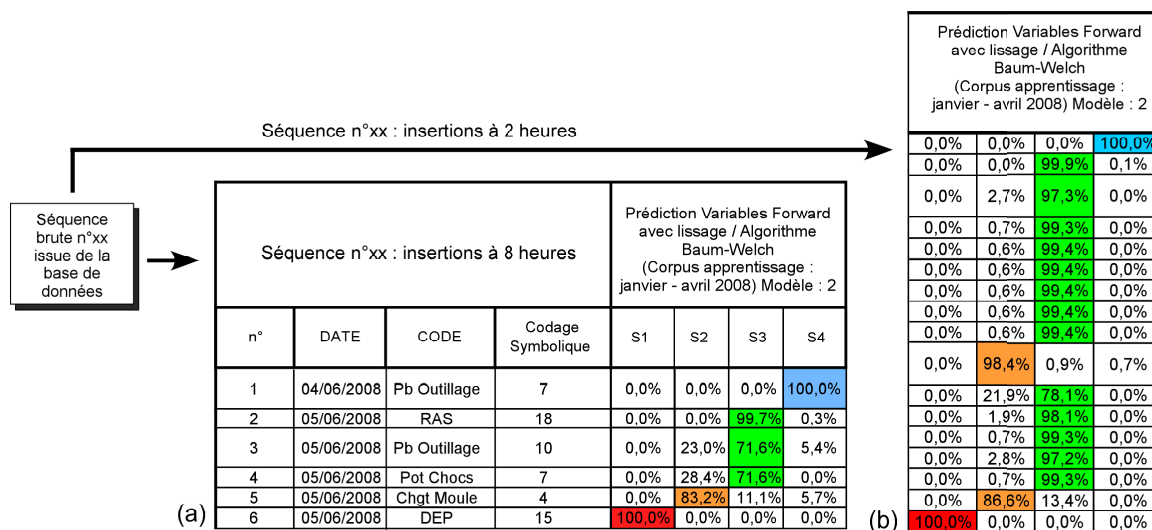 Séquence n°xx : insertions à 2 heures
Séquence
brute n°xx
issue de la
base de
données
Séquence n°xx : insertions à 8 heures
Prédiction Variables Forward
avec lissage / Algorithme
Baum-Welch
(Corpus apprentissage :
janvier - avril 2008) Modèle : 2
n° DATE CODE Codage Symbolique S1 S2 S3 S4
1 04/06/2008 Pb Outillage 7 0,0% 0,0% 0,0% 100,0%
2 05/06/2008 RAS 18 0,0% 0,0% 99,7% 0,3%
3 05/06/2008 Pb Outillage 10 0,0% 23,0% 71,6% 5,4%
4 05/06/2008 Pot Chocs 7 0,0% 28,4% 71,6% 0,0%
5 05/06/2008 Chgt Moule 4 0,0% 83,2% 11,1% 5,7%
6 05/06/2008 DEP 15 100,0% 0,0% 0,0% 0,0%
(a)
Prédiction Variables Forward
avec lissage / Algorithme
Baum-Welch
(Corpus apprentissage :
janvier - avril 2008) Modèle : 2
0,0% 0,0% 0,0% 100,0%
0,0% 0,0% 99,9% 0,1%
0,0% 2,7% 97,3% 0,0%
0,0% 0,7% 99,3% 0,0%
0,0% 0,6% 99,4% 0,0%
0,0% 0,6% 99,4% 0,0%
0,0% 0,6% 99,4% 0,0%
0,0% 0,6% 99,4% 0,0%
0,0% 98,4% 0,9% 0,7%
0,0% 21,9% 78,1% 0,0%
0,0% 1,9% 98,1% 0,0%
0,0% 0,7% 99,3% 0,0%
0,0% 2,8% 97,2% 0,0%
0,0% 0,7% 99,3% 0,0%
0,0% 86,6% 13,4% 0,0%
100,0% 0,0% 0,0% 0,0%
(b)